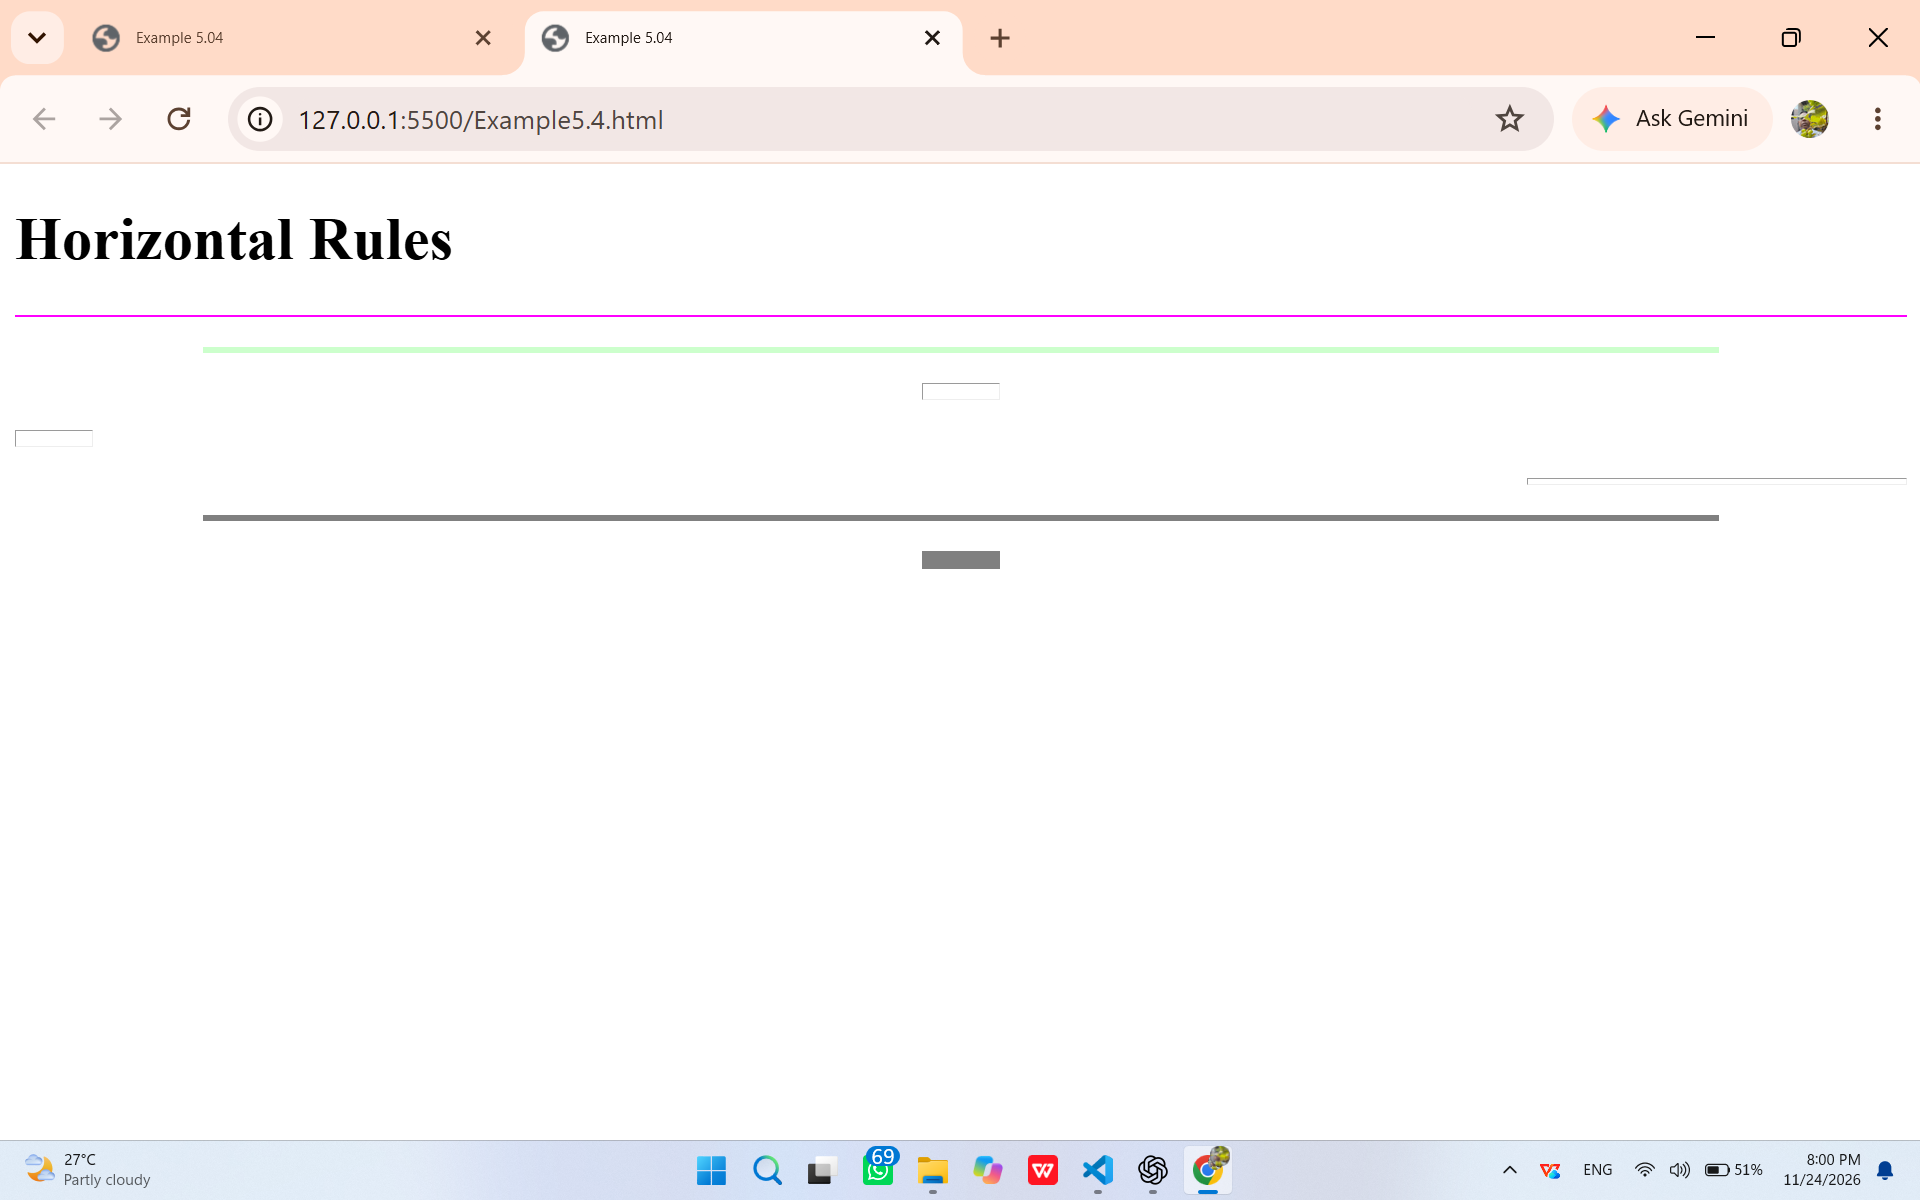 Example 5.04
Example 5.04
127.0.0.1:5500/Example5.4.html
Ask Gemini
Horizontal Rules
27°C
Partly cloudy
69
ENG
51%
8:00 PM
11/24/2026